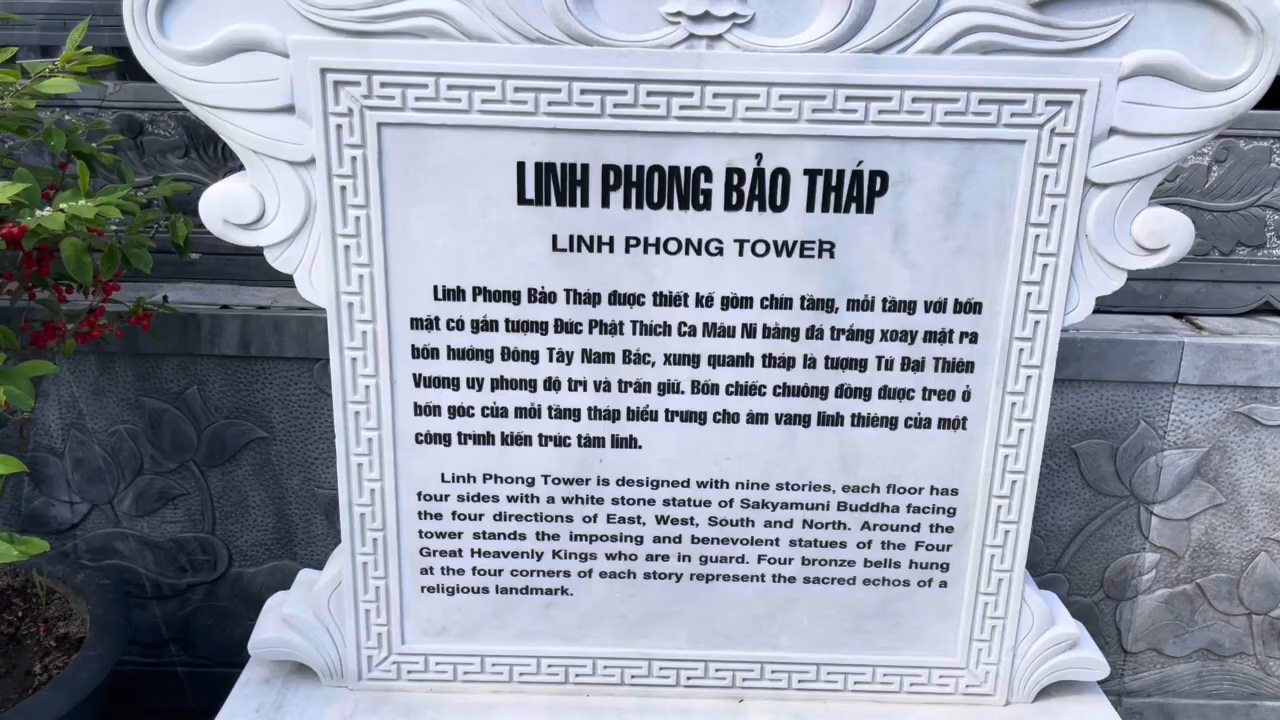 LINH PHONG BẢO THÁP
LINH PHONG TOWER
Linh Phong Bảo Tháp được thiết kế gồm chín tầng, mỗi tầng với bốn
mặt có gắn tượng Đức Phật Thích Ca Mâu Ni bằng đá trắng xoay mặt ra
bốn hướng Đông Tây Nam Bắc, xung quanh tháp là tượng Tứ Đại Thiên
Vương uy phong độ trì và trấn giữ. Bốn chiếc chuông đồng được treo ở
bốn góc của mỗi tầng tháp biểu trưng cho âm vang linh thiêng của một
công trình kiến trúc tâm linh.
Linh Phong Tower is designed with nine stories, each floor has
four sides with a white stone statue of Sakyamuni Buddha facing
the four directions of East, West, South and North. Around the
tower stands the imposing and benevolent statues of the Four
Great Heavenly Kings who are in guard. Four bronze bells hung
at the four corners of each story represent the sacred echos of a
religious landmark.